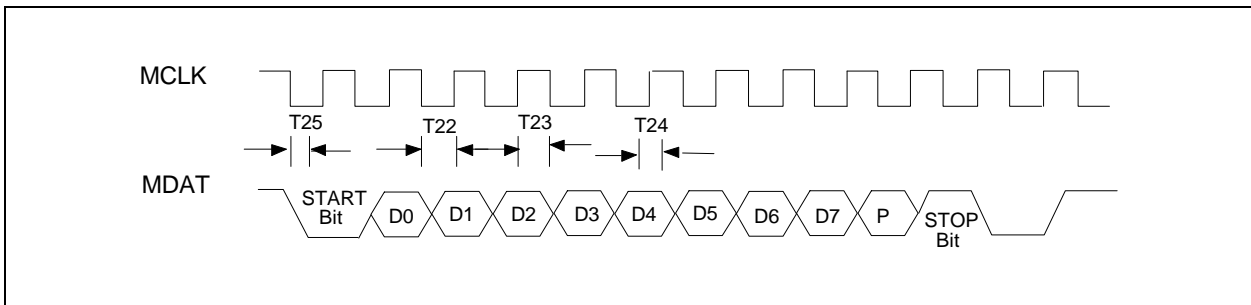 MCLK
T25
T22
T23
T24
MDAT
START
Bit
D0
D1
D2
D3
D4
D5
D6
D7
P
STOP
Bit